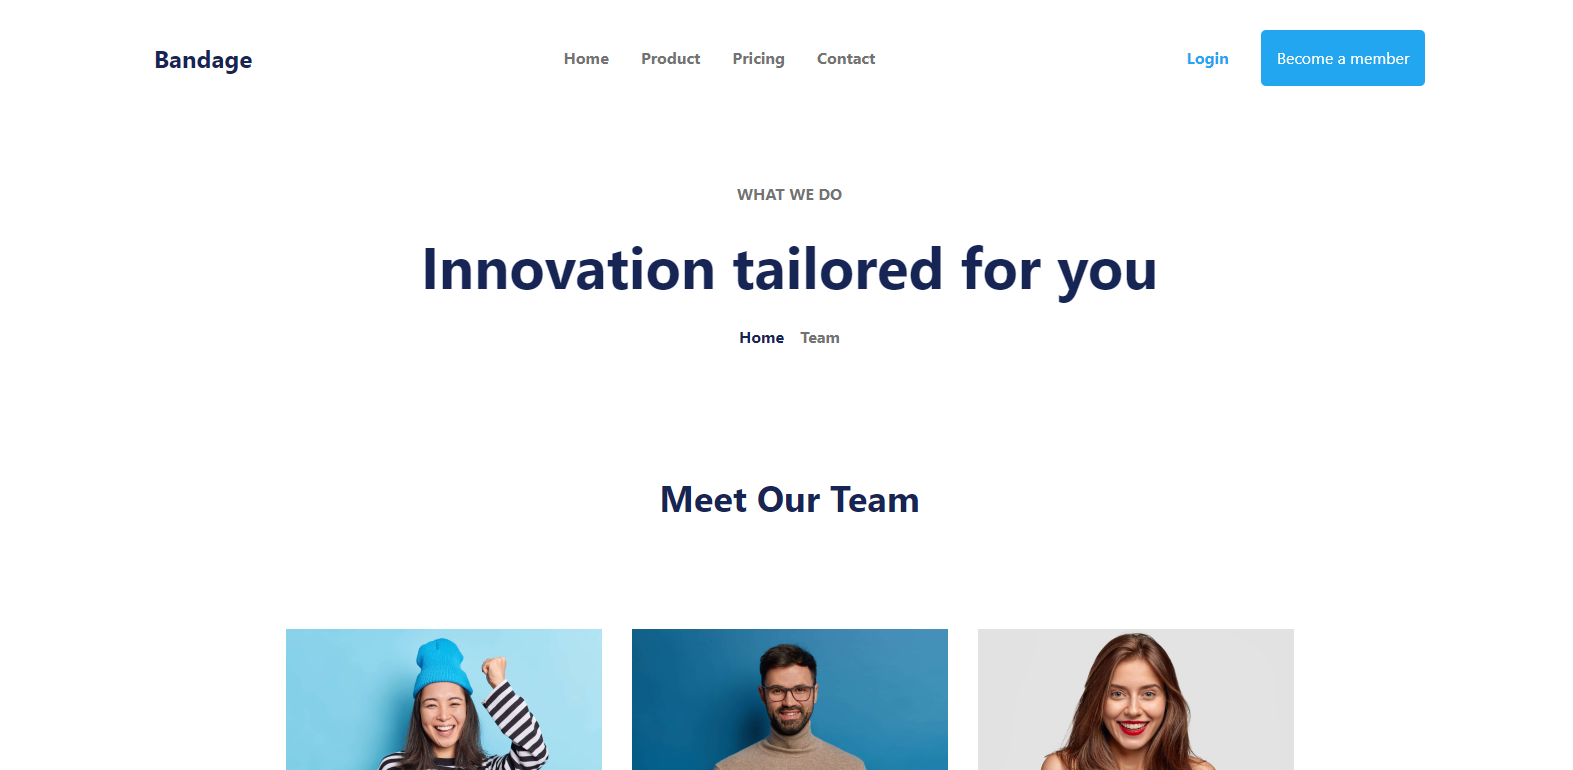 Bandage Home Product Pricing Contact Login Become a member
WHAT WE DO
Innovation tailored for you
Home Team
Meet Our Team